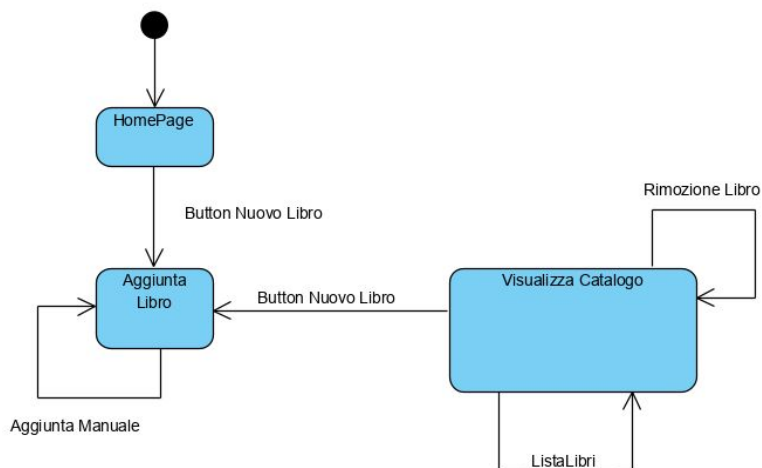 HomePage
Button Nuovo Libro
Rimozione Libro
Aggiunta
Libro
Button Nuovo Libro
Visualizza Catalogo
Aggiunta Manuale
ListaLibri